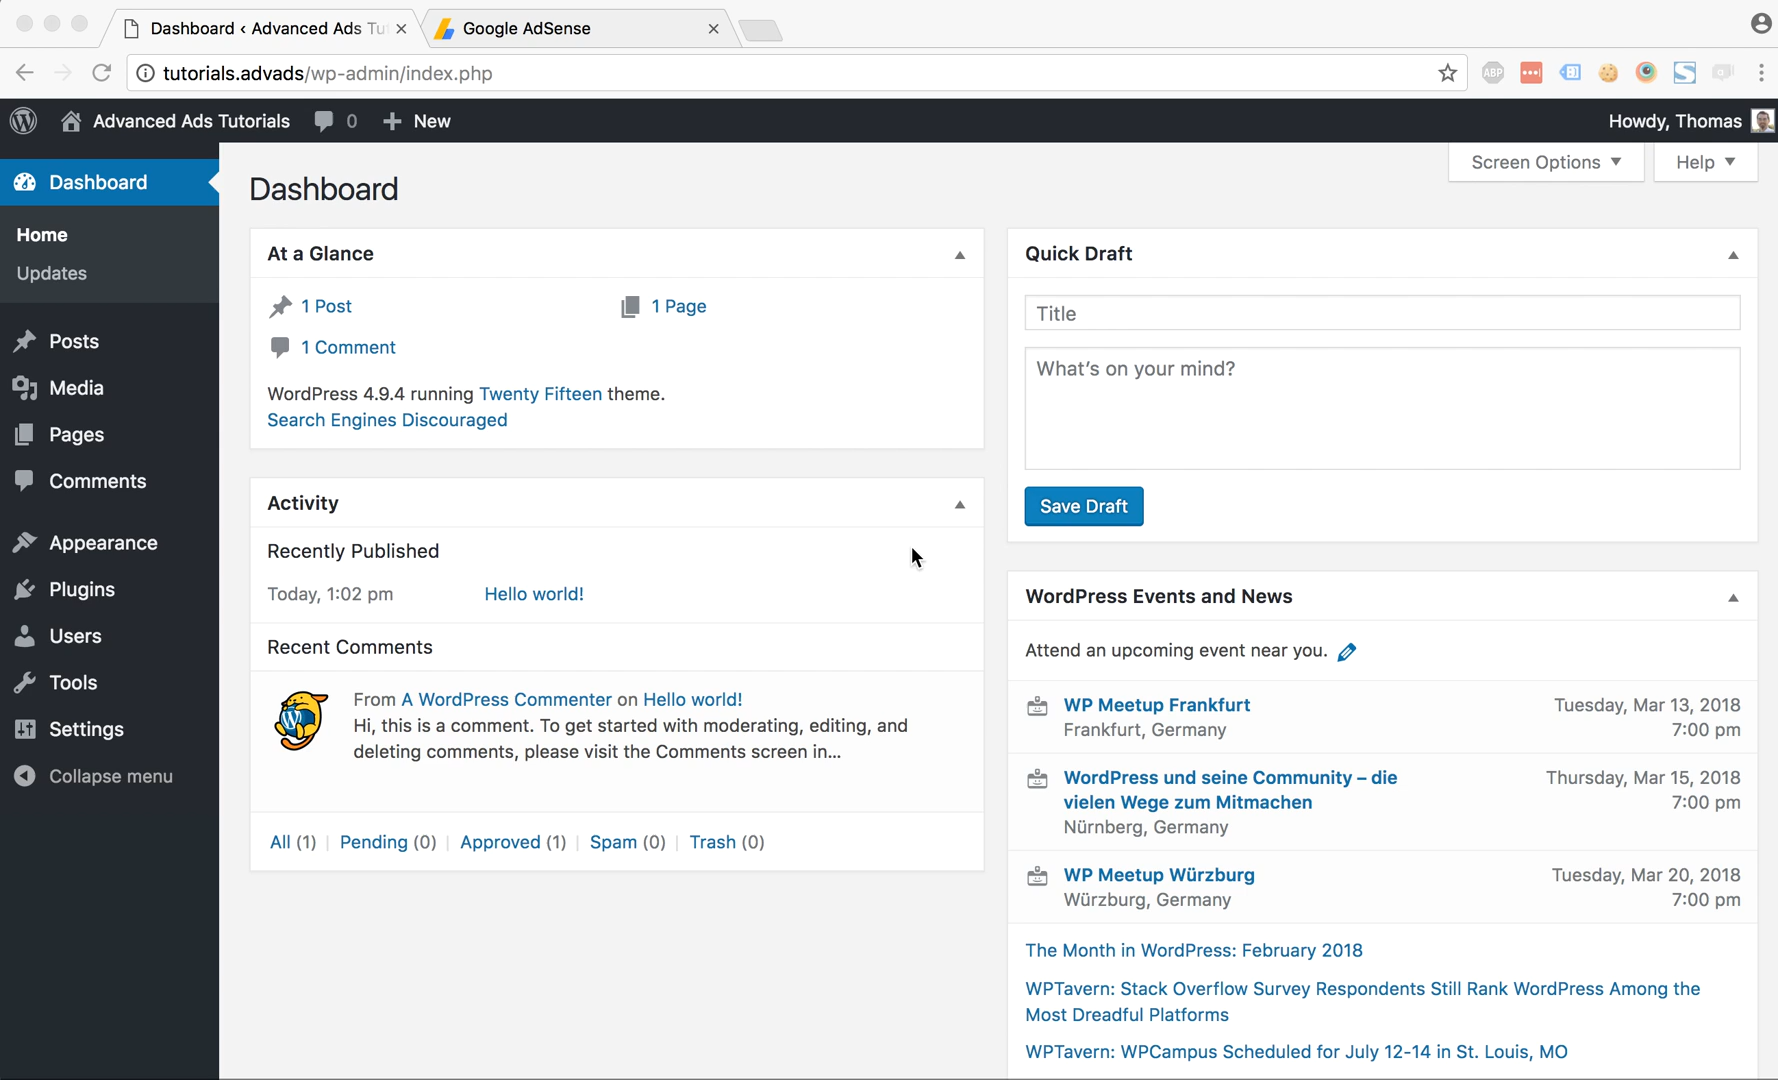 Dashboard ‹ Advanced Ads Tut
Google AdSense
tutorials.advads/wp-admin/index.php
ABP
Advanced Ads Tutorials
0
New
Howdy, Thomas
Dashboard
Home
Updates
Posts
Media
Pages
Comments
Appearance
Plugins
Users
Tools
Settings
Collapse menu
Screen Options
Help
Dashboard
At a Glance
1 Post
1 Page
1 Comment
WordPress 4.9.4 running Twenty Fifteen theme.
Search Engines Discouraged
Activity
Recently Published
Today, 1:02 pm
Hello world!
Recent Comments
From A WordPress Commenter on Hello world!
Hi, this is a comment. To get started with moderating, editing, and
deleting comments, please visit the Comments screen in...
All (1) | Pending (0) | Approved (1) | Spam (0) | Trash (0)
Quick Draft
Title
What's on your mind?
Save Draft
WordPress Events and News
Attend an upcoming event near you.
WP Meetup Frankfurt
Frankfurt, Germany
Tuesday, Mar 13, 2018
7:00 pm
WordPress und seine Community – die
vielen Wege zum Mitmachen
Nürnberg, Germany
Thursday, Mar 15, 2018
7:00 pm
WP Meetup Würzburg
Würzburg, Germany
Tuesday, Mar 20, 2018
7:00 pm
The Month in WordPress: February 2018
WPTavern: Stack Overflow Survey Respondents Still Rank WordPress Among the
Most Dreadful Platforms
WPTavern: WPCampus Scheduled for July 12-14 in St. Louis, MO